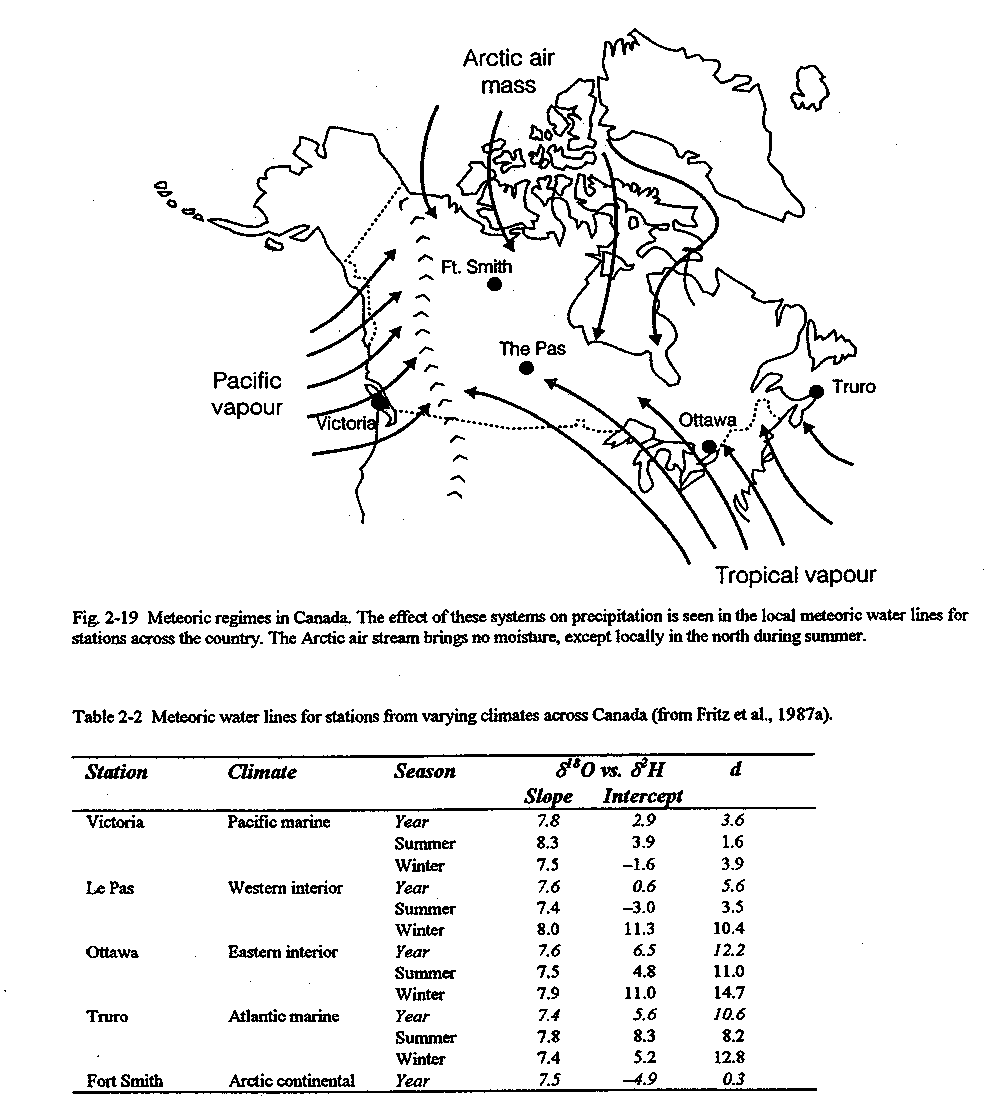 Arctic air
mass
Ft. Smith
The Pas
Pacific
vapour
Victoria
Truro
Ottawa
Tropical vapour
Fig. 2-19 Meteoric regimes in Canada. The effect of these systems on precipitation is seen in the local meteoric water lines for
stations across the country. The Arctic air stream brings no moisture, except locally in the north during summer.
Table 2-2 Meteoric water lines for stations from varying climates across Canada (from Fritz et al., 1987a).
Station Climate Season δ¹⁸O vs. δ²H d
Slope Intercept
Victoria Pacific marine Year 7.8 2.9 3.6
Summer 8.3 3.9 1.6
Winter 7.5 –1.6 3.9
Le Pas Western interior Year 7.6 0.6 5.6
Summer 7.4 –3.0 3.5
Winter 8.0 11.3 10.4
Ottawa Eastern interior Year 7.6 6.5 12.2
Summer 7.5 4.8 11.0
Winter 7.9 11.0 14.7
Truro Atlantic marine Year 7.4 5.6 10.6
Summer 7.8 8.3 8.2
Winter 7.4 5.2 12.8
Fort Smith Arctic continental Year 7.5 –4.9 0.3